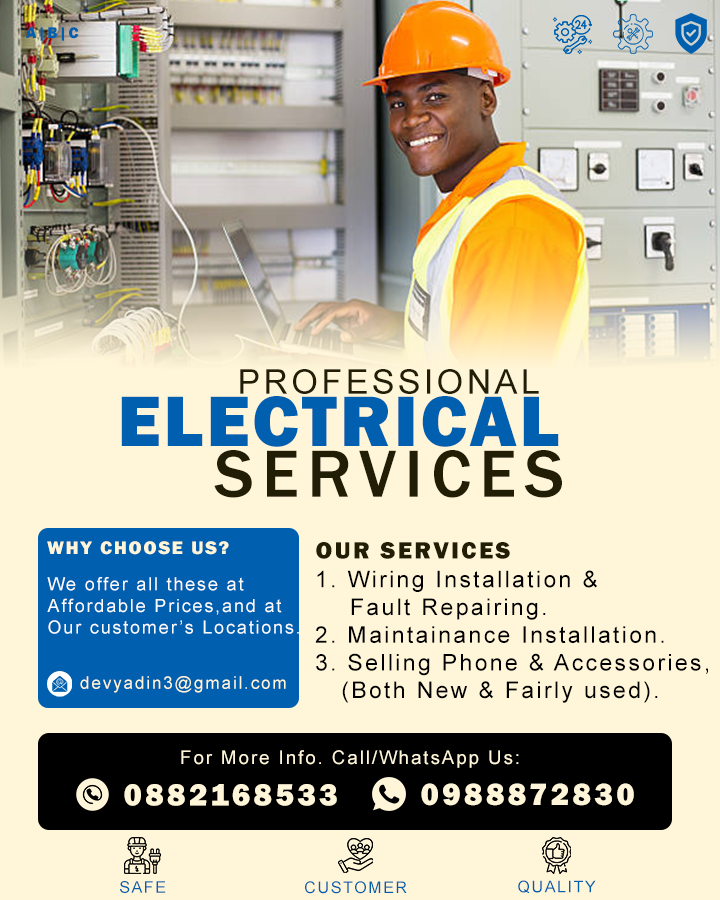 A|B|C
24
PROFESSIONAL
ELECTRICAL
SERVICES
WHY CHOOSE US?
We offer all these at
Affordable Prices,and at
Our customer’s Locations.
devyadin3@gmail.com
OUR SERVICES
1. Wiring Installation &
Fault Repairing.
2. Maintainance Installation.
3. Selling Phone & Accessories,
(Both New & Fairly used).
For More Info. Call/WhatsApp Us:
0882168533
0988872830
SAFE
CUSTOMER
QUALITY